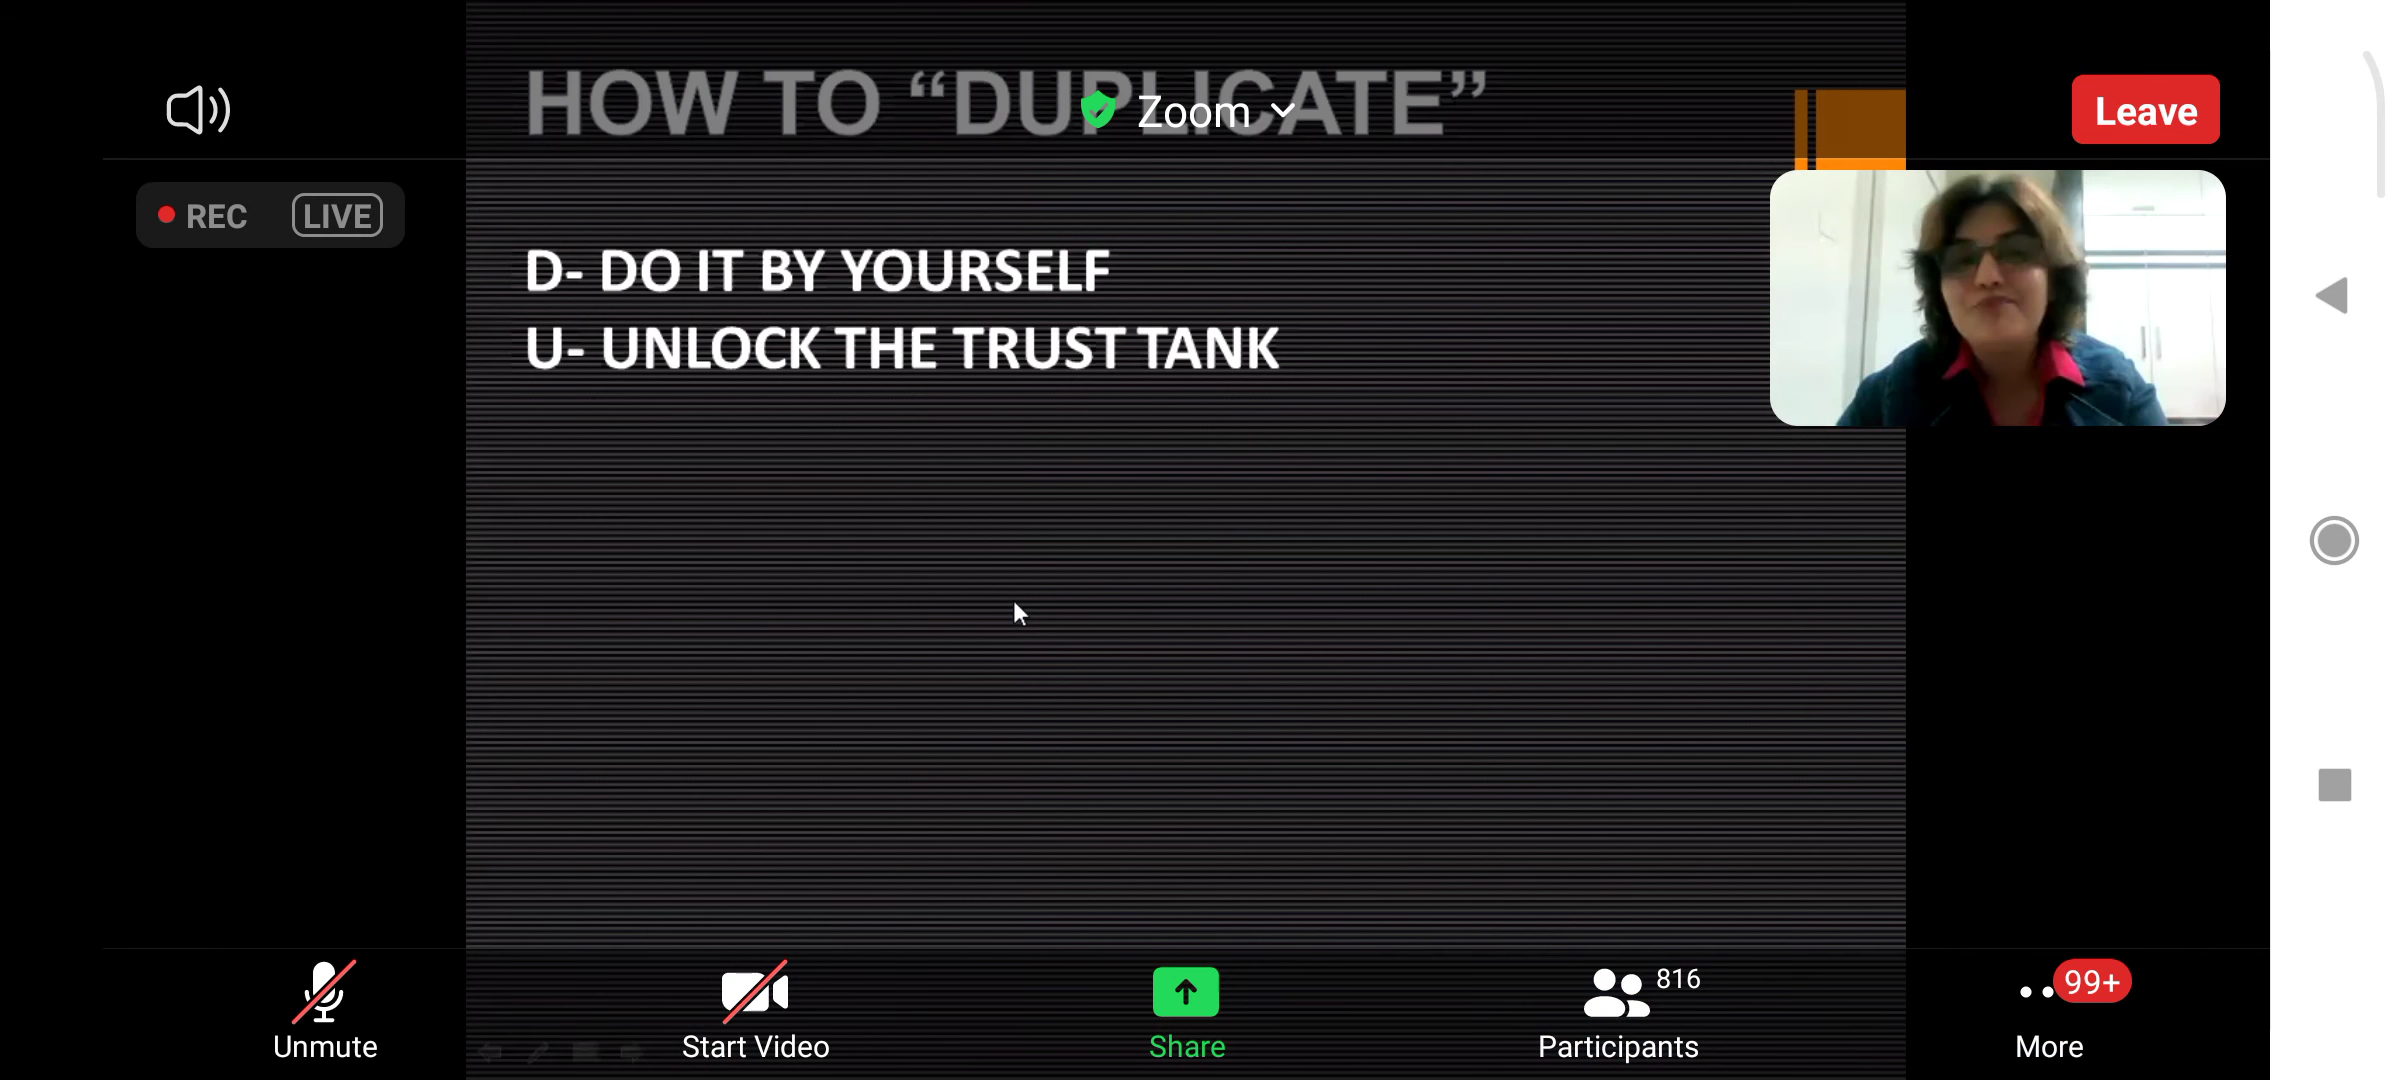 HOW TO “DUPLICATE”
Zoom
Leave
REC LIVE
D- DO IT BY YOURSELF
U- UNLOCK THE TRUST TANK
816
99+
Unmute
Start Video
Share
Participants
More